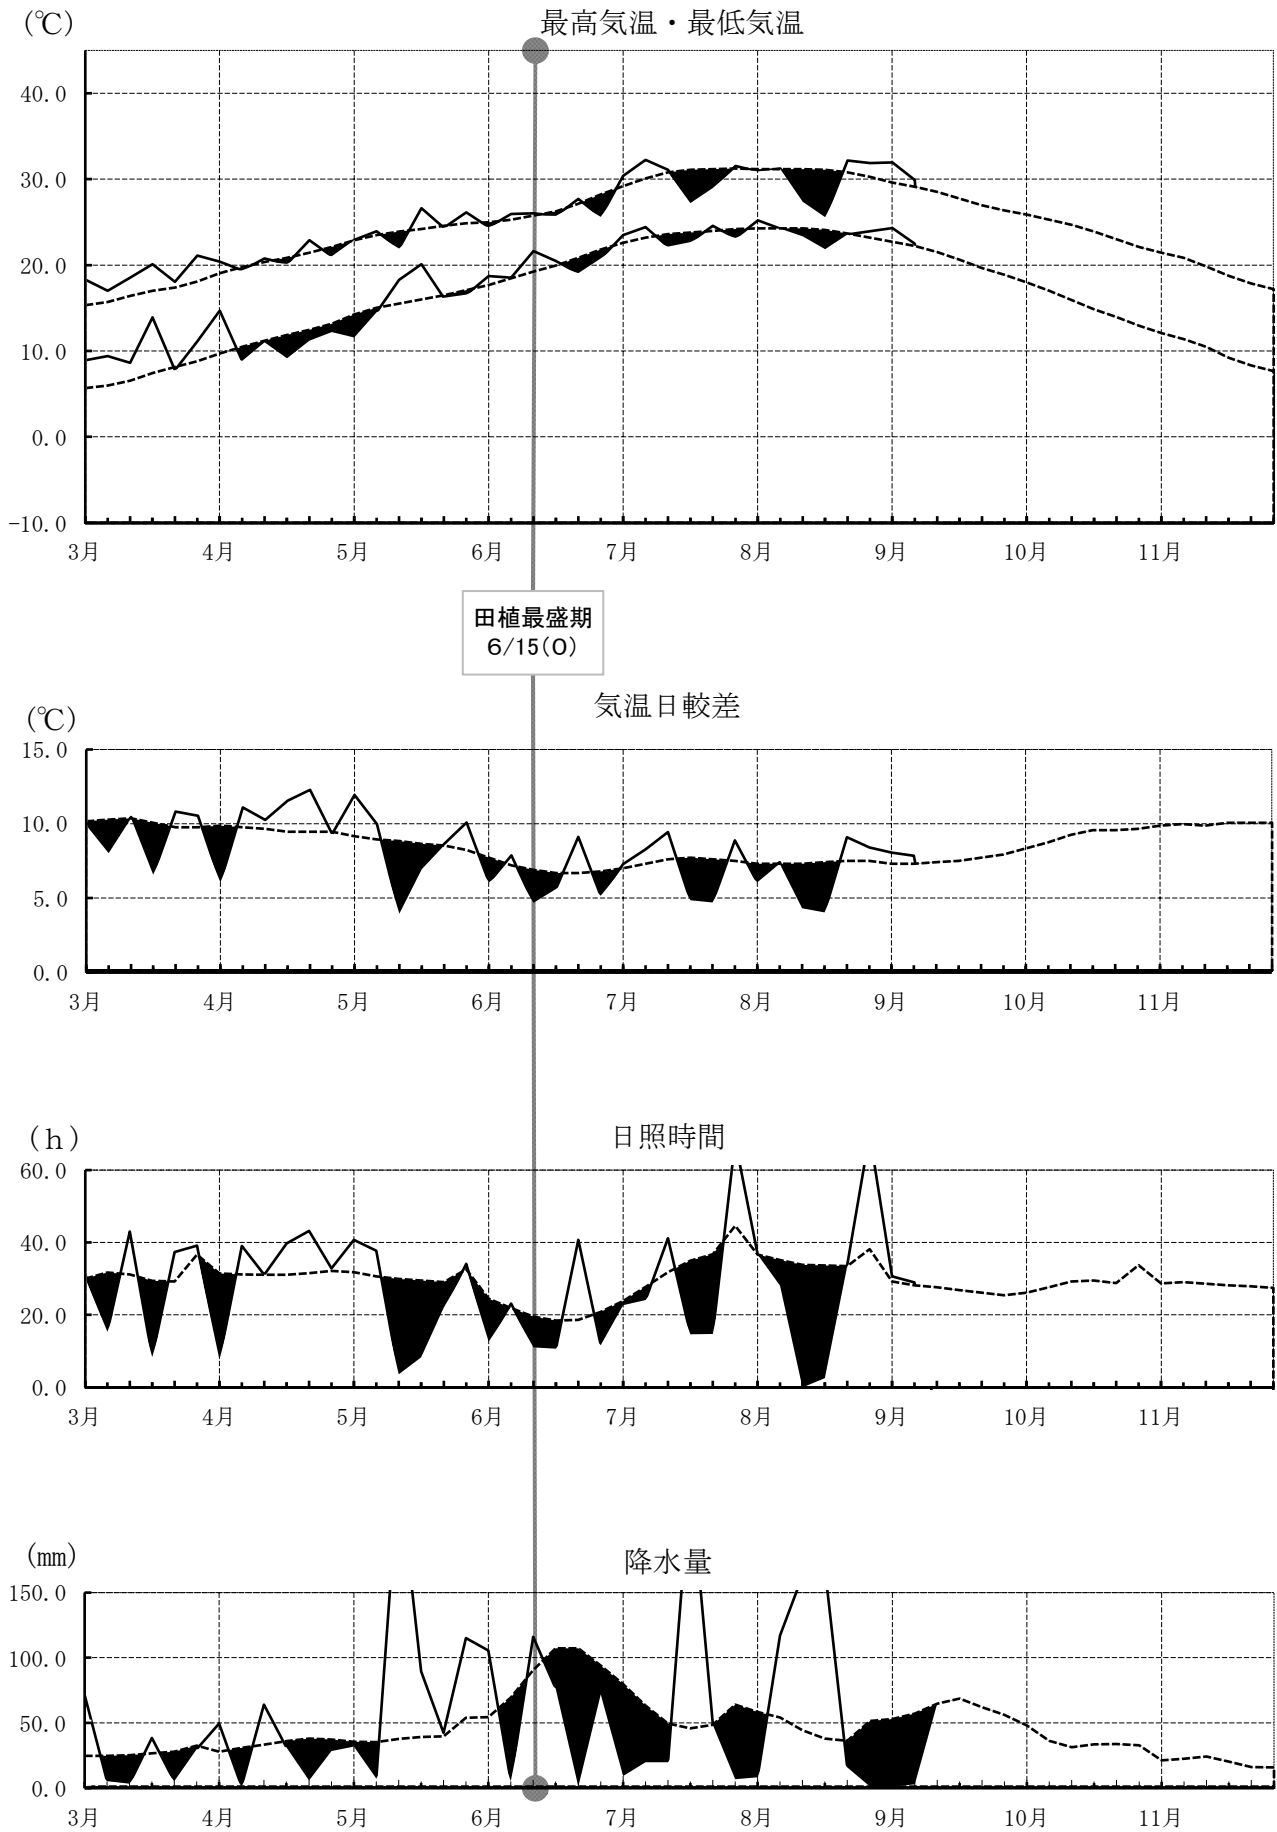 (℃)
最高気温・最低気温
40.0
30.0
20.0
10.0
0.0
-10.0
3月 4月 5月 6月 7月 8月 9月 10月 11月
田植最盛期
6/15(0)
(℃)
気温日較差
15.0
10.0
5.0
0.0
3月 4月 5月 6月 7月 8月 9月 10月 11月
(ｈ)
日照時間
60.0
40.0
20.0
0.0
3月 4月 5月 6月 7月 8月 9月 10月 11月
(㎜)
降水量
150.0
100.0
50.0
0.0
3月 4月 5月 6月 7月 8月 9月 10月 11月